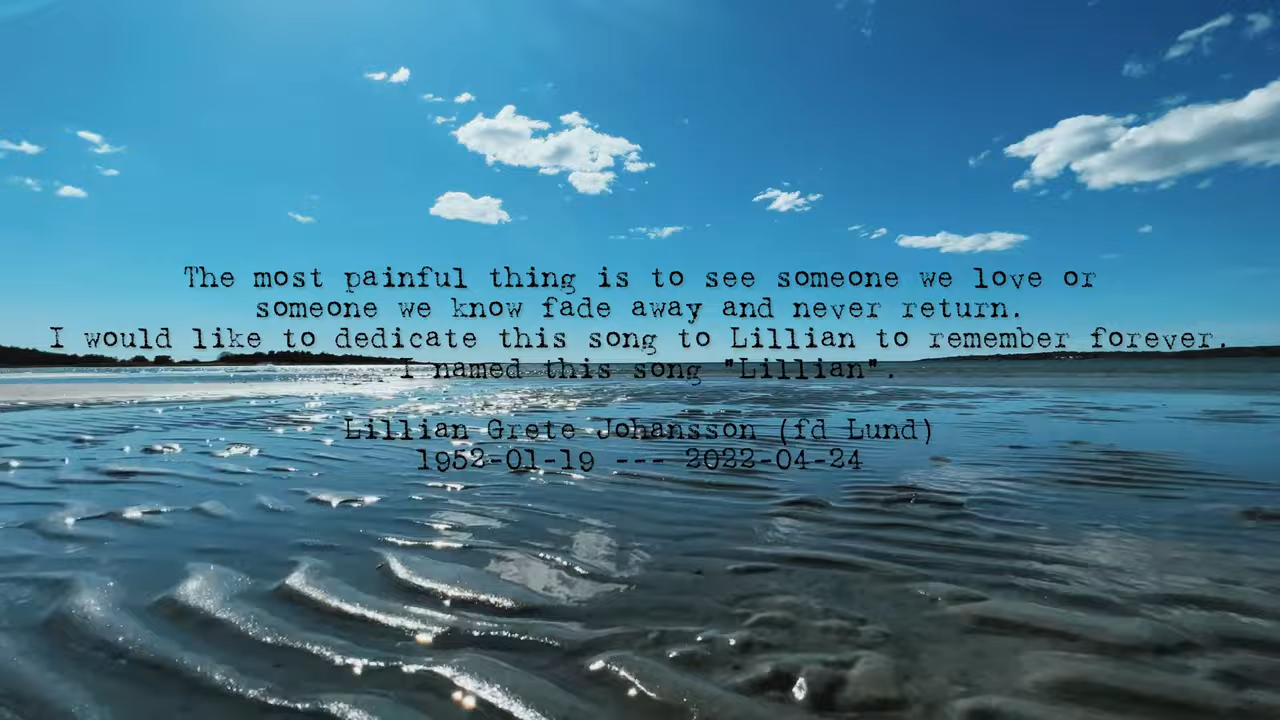 The most painful thing is to see someone we love or
someone we know fade away and never return.
I would like to dedicate this song to Lillian to remember forever.
I named this song "Lillian".
Lillian Grete Johansson (fd Lund)
1952-01-19 --- 2022-04-24